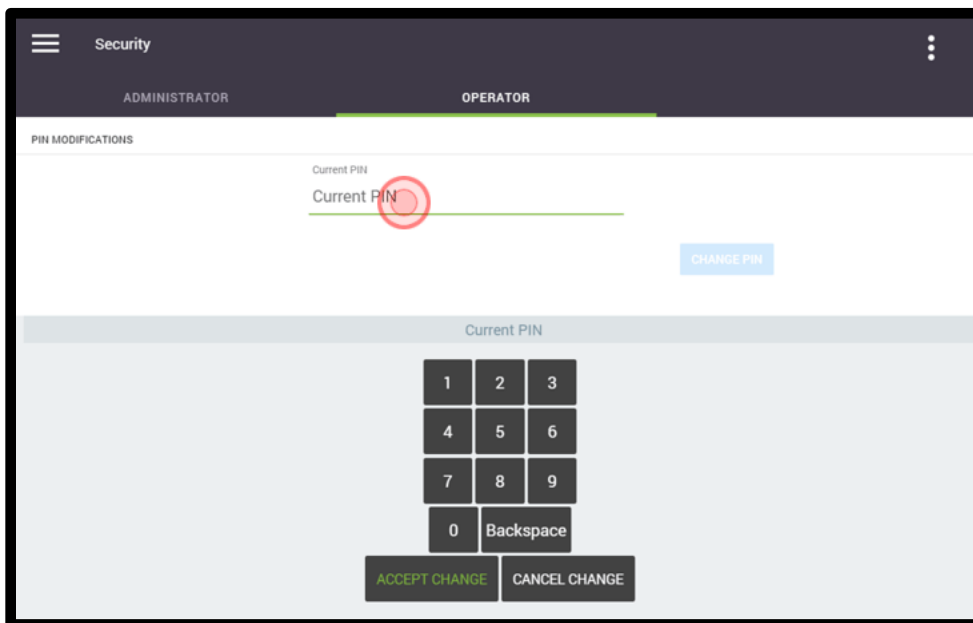 Security
ADMINISTRATOR OPERATOR
PIN MODIFICATIONS
Current PIN
Current PIN
CHANGE PIN
Current PIN
1 2 3
4 5 6
7 8 9
0 Backspace
ACCEPT CHANGE CANCEL CHANGE